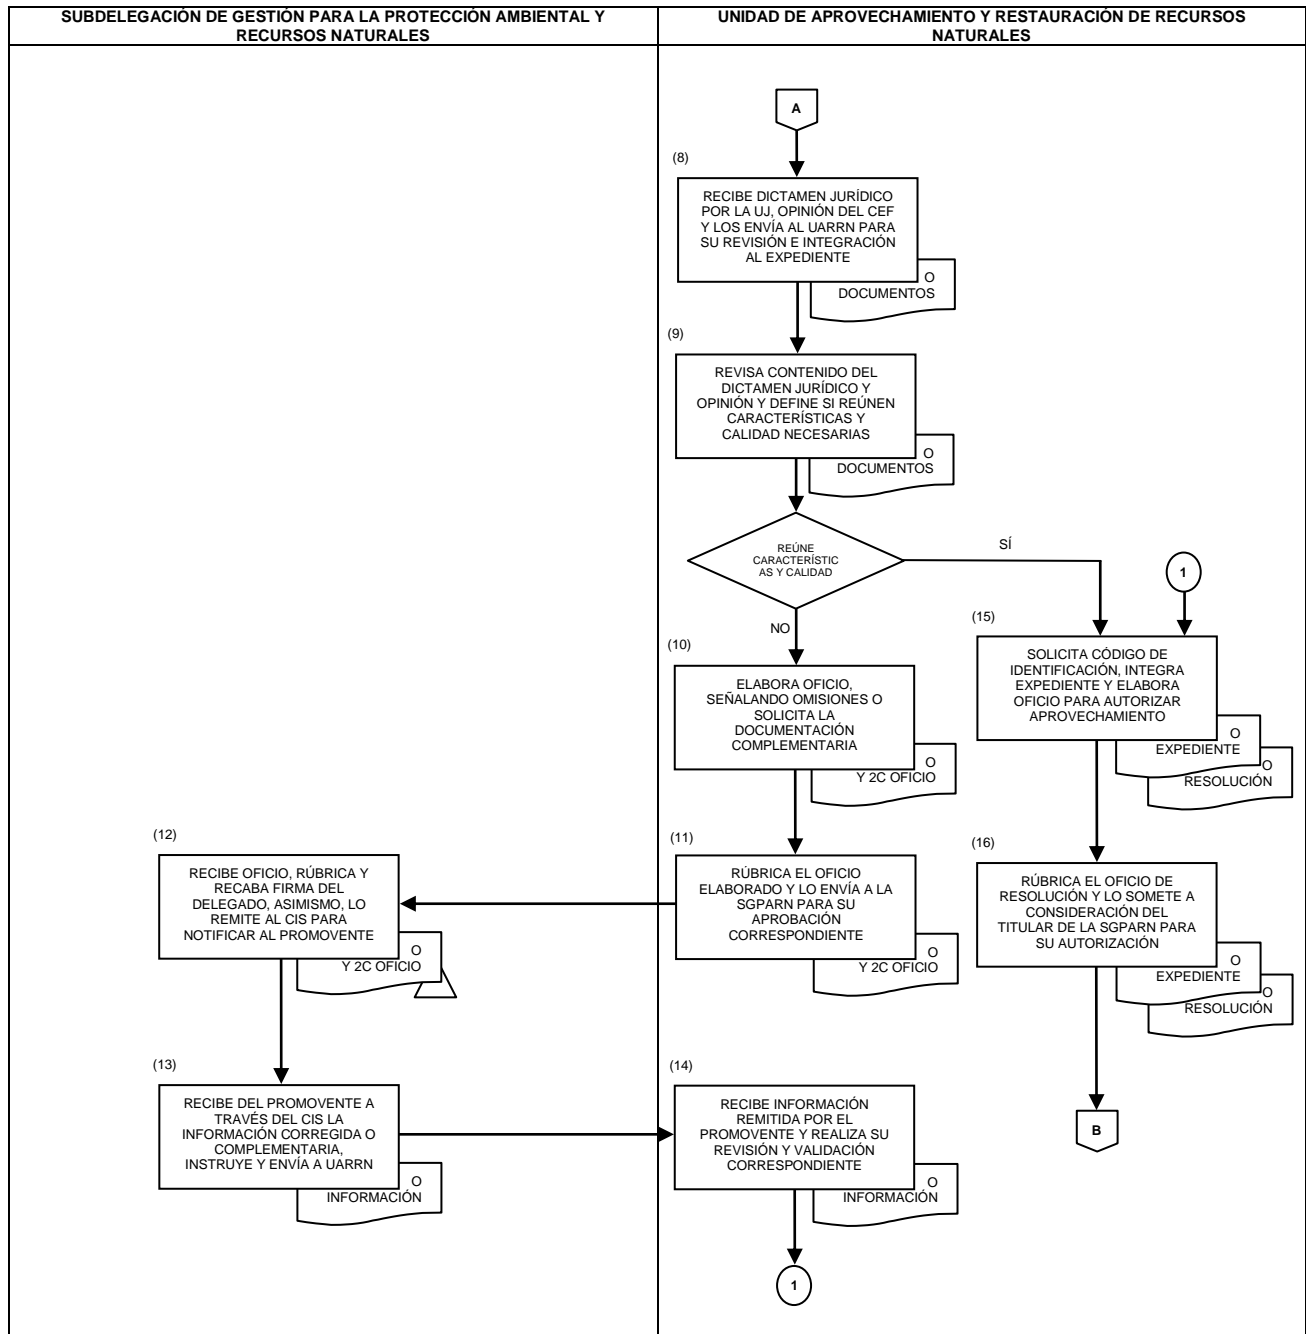 SUBDELEGACIÓN DE GESTIÓN PARA LA PROTECCIÓN AMBIENTAL Y
RECURSOS NATURALES
UNIDAD DE APROVECHAMIENTO Y RESTAURACIÓN DE RECURSOS
NATURALES
A
(8)
RECIBE DICTAMEN JURÍDICO
POR LA UJ, OPINIÓN DEL CEF
Y LOS ENVÍA AL UARRN PARA
SU REVISIÓN E INTEGRACIÓN
AL EXPEDIENTE
O
DOCUMENTOS
(9)
REVISA CONTENIDO DEL
DICTAMEN JURÍDICO Y
OPINIÓN Y DEFINE SI REÚNEN
CARACTERÍSTICAS Y
CALIDAD NECESARIAS
O
DOCUMENTOS
REÚNE
CARACTERÍSTIC
AS Y CALIDAD
SÍ
NO
1
(10)
ELABORA OFICIO,
SEÑALANDO OMISIONES O
SOLICITA LA
DOCUMENTACIÓN
COMPLEMENTARIA
O
Y 2C OFICIO
(15)
SOLICITA CÓDIGO DE
IDENTIFICACIÓN, INTEGRA
EXPEDIENTE Y ELABORA
OFICIO PARA AUTORIZAR
APROVECHAMIENTO
O
EXPEDIENTE
O
RESOLUCIÓN
(12)
RECIBE OFICIO, RÚBRICA Y
RECABA FIRMA DEL
DELEGADO, ASIMISMO, LO
REMITE AL CIS PARA
NOTIFICAR AL PROMOVENTE
O
Y 2C OFICIO
(11)
RÚBRICA EL OFICIO
ELABORADO Y LO ENVÍA A LA
SGPARN PARA SU
APROBACIÓN
CORRESPONDIENTE
O
Y 2C OFICIO
(16)
RÚBRICA EL OFICIO DE
RESOLUCIÓN Y LO SOMETE A
CONSIDERACIÓN DEL
TITULAR DE LA SGPARN PARA
SU AUTORIZACIÓN
O
EXPEDIENTE
O
RESOLUCIÓN
(13)
RECIBE DEL PROMOVENTE A
TRAVÉS DEL CIS LA
INFORMACIÓN CORREGIDA O
COMPLEMENTARIA,
INSTRUYE Y ENVÍA A UARRN
O
INFORMACIÓN
(14)
RECIBE INFORMACIÓN
REMITIDA POR EL
PROMOVENTE Y REALIZA SU
REVISIÓN Y VALIDACIÓN
CORRESPONDIENTE
O
INFORMACIÓN
B
1